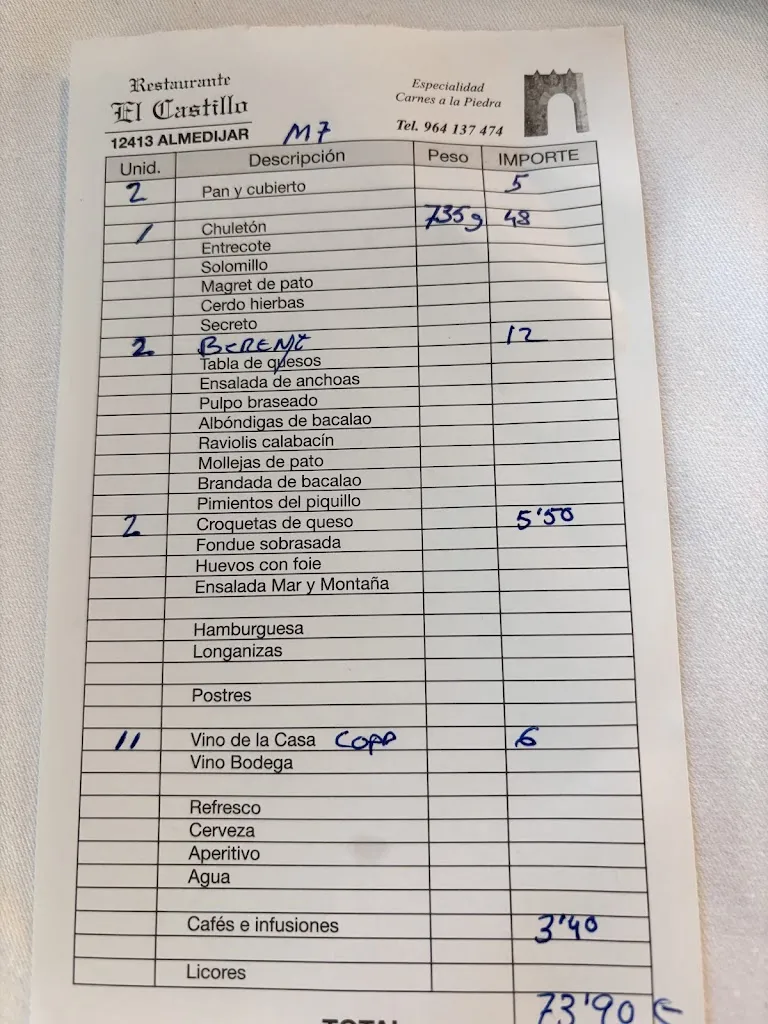 Restaurante
El Castillo
12413 ALMEDIJAR
Especialidad
Carnes a la Piedra
Tel. 964 137 474
M7
Unid. Descripción Peso IMPORTE
2 Pan y cubierto 5
1 Chuletón 735g 48
Entrecote
Solomillo
Magret de pato
Cerdo hierbas
Secreto
2 12
Tabla de quesos
Ensalada de anchoas
Pulpo braseado
Albóndigas de bacalao
Raviolis calabacín
Mollejas de pato
Brandada de bacalao
Pimientos del piquillo
2 Croquetas de queso 5'50
Fondue sobrasada
Huevos con foie
Ensalada Mar y Montaña
Hamburguesa
Longanizas
Postres
11 Vino de la Casa COPA 6
Vino Bodega
Refresco
Cerveza
Aperitivo
Agua
Cafés e infusiones 3'40
Licores
TOTAL 73'90 €